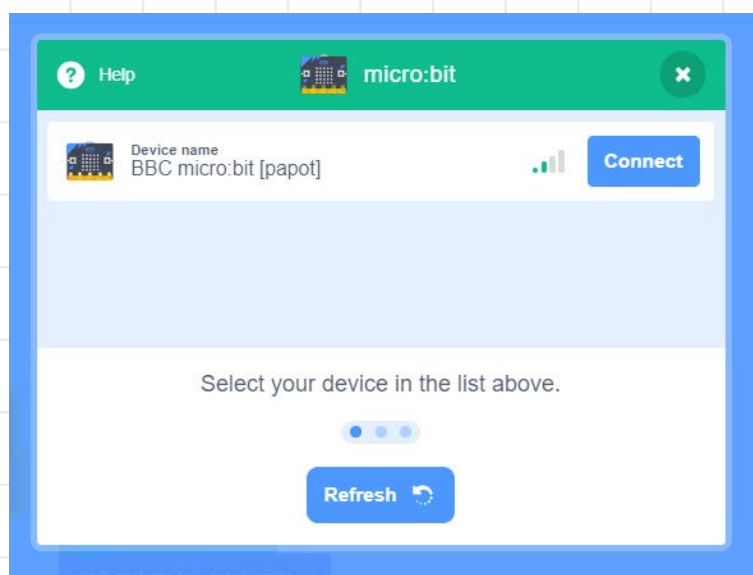 Help
micro:bit
Device name
BBC micro:bit [papot]
Connect
Select your device in the list above.
Refresh